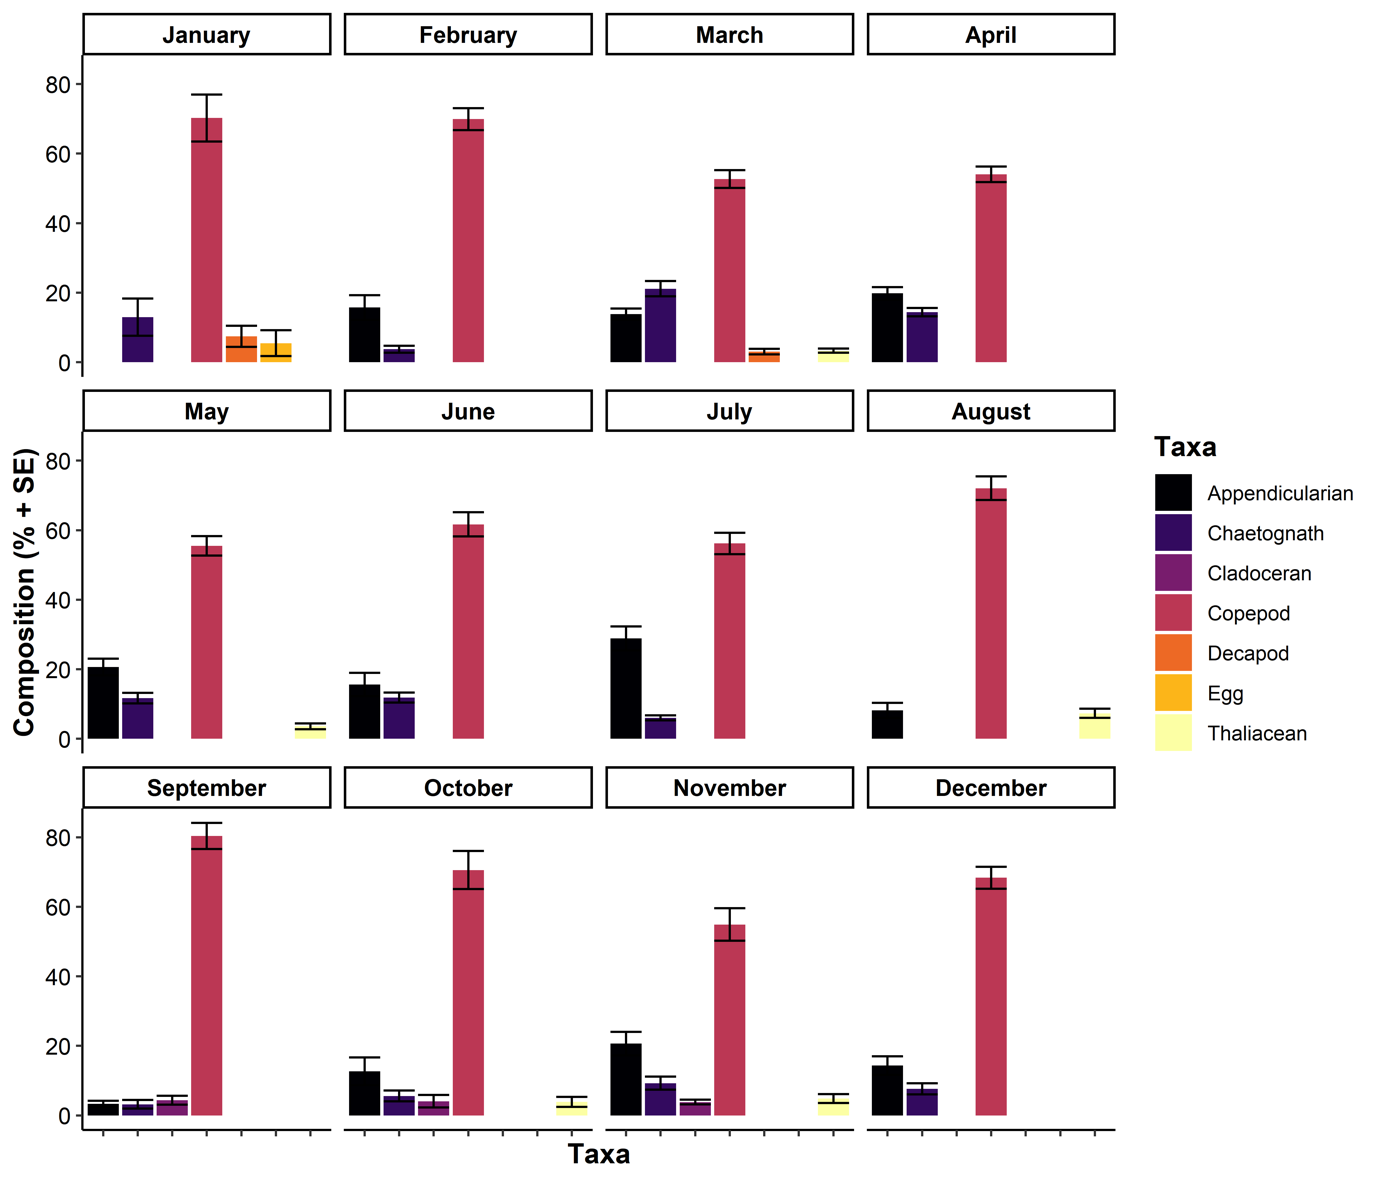 January February March April
80
60
40
20
0
May June July August
80
60
40
20
0
September October November December
80
60
40
20
0
Composition (% + SE)
Taxa
Taxa
Appendicularian
Chaetognath
Cladoceran
Copepod
Decapod
Egg
Thaliacean